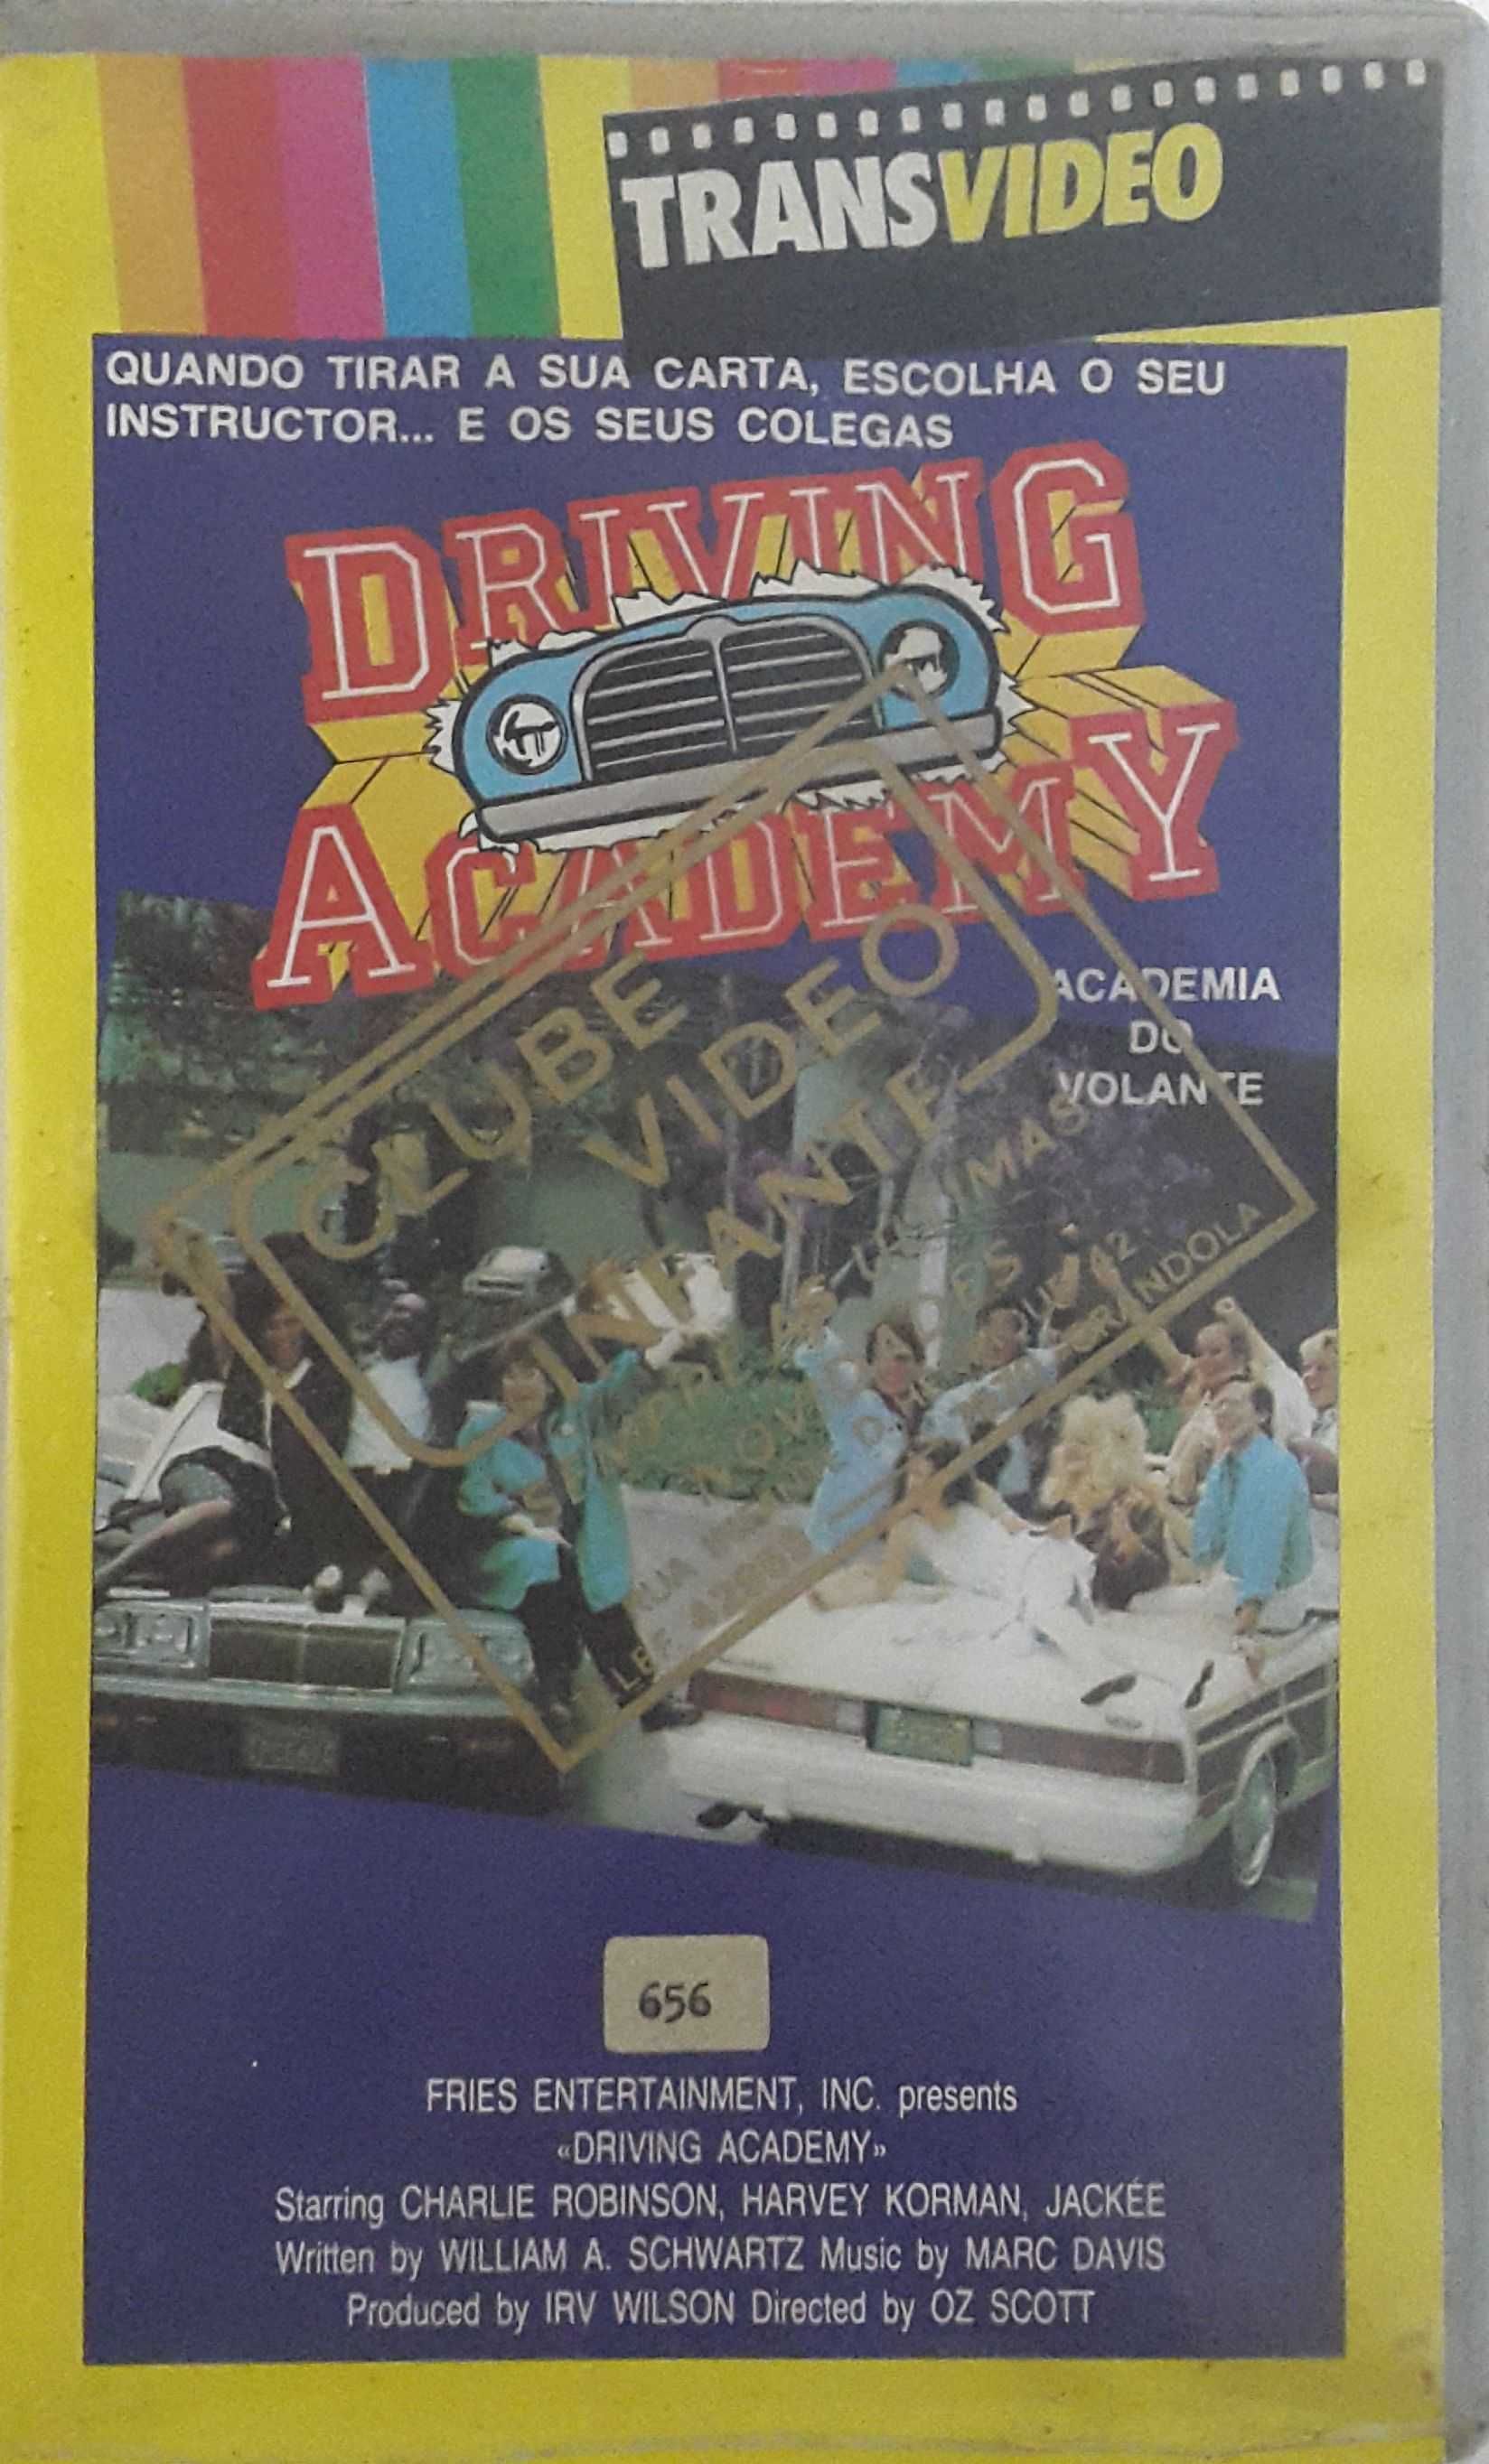 TRANSVIDEO
QUANDO TIRAR A SUA CARTA, ESCOLHA O SEU
INSTRUCTOR... E OS SEUS COLEGAS
DRIVING
ACADEMY
ACADEMIA
DO
VOLANTE
CLUBE
VIDEO
INFANTE
GRÂNDOLA
656
FRIES ENTERTAINMENT, INC. presents
«DRIVING ACADEMY»
Starring CHARLIE ROBINSON, HARVEY KORMAN, JACKÉE
Written by WILLIAM A. SCHWARTZ Music by MARC DAVIS
Produced by IRV WILSON Directed by OZ SCOTT